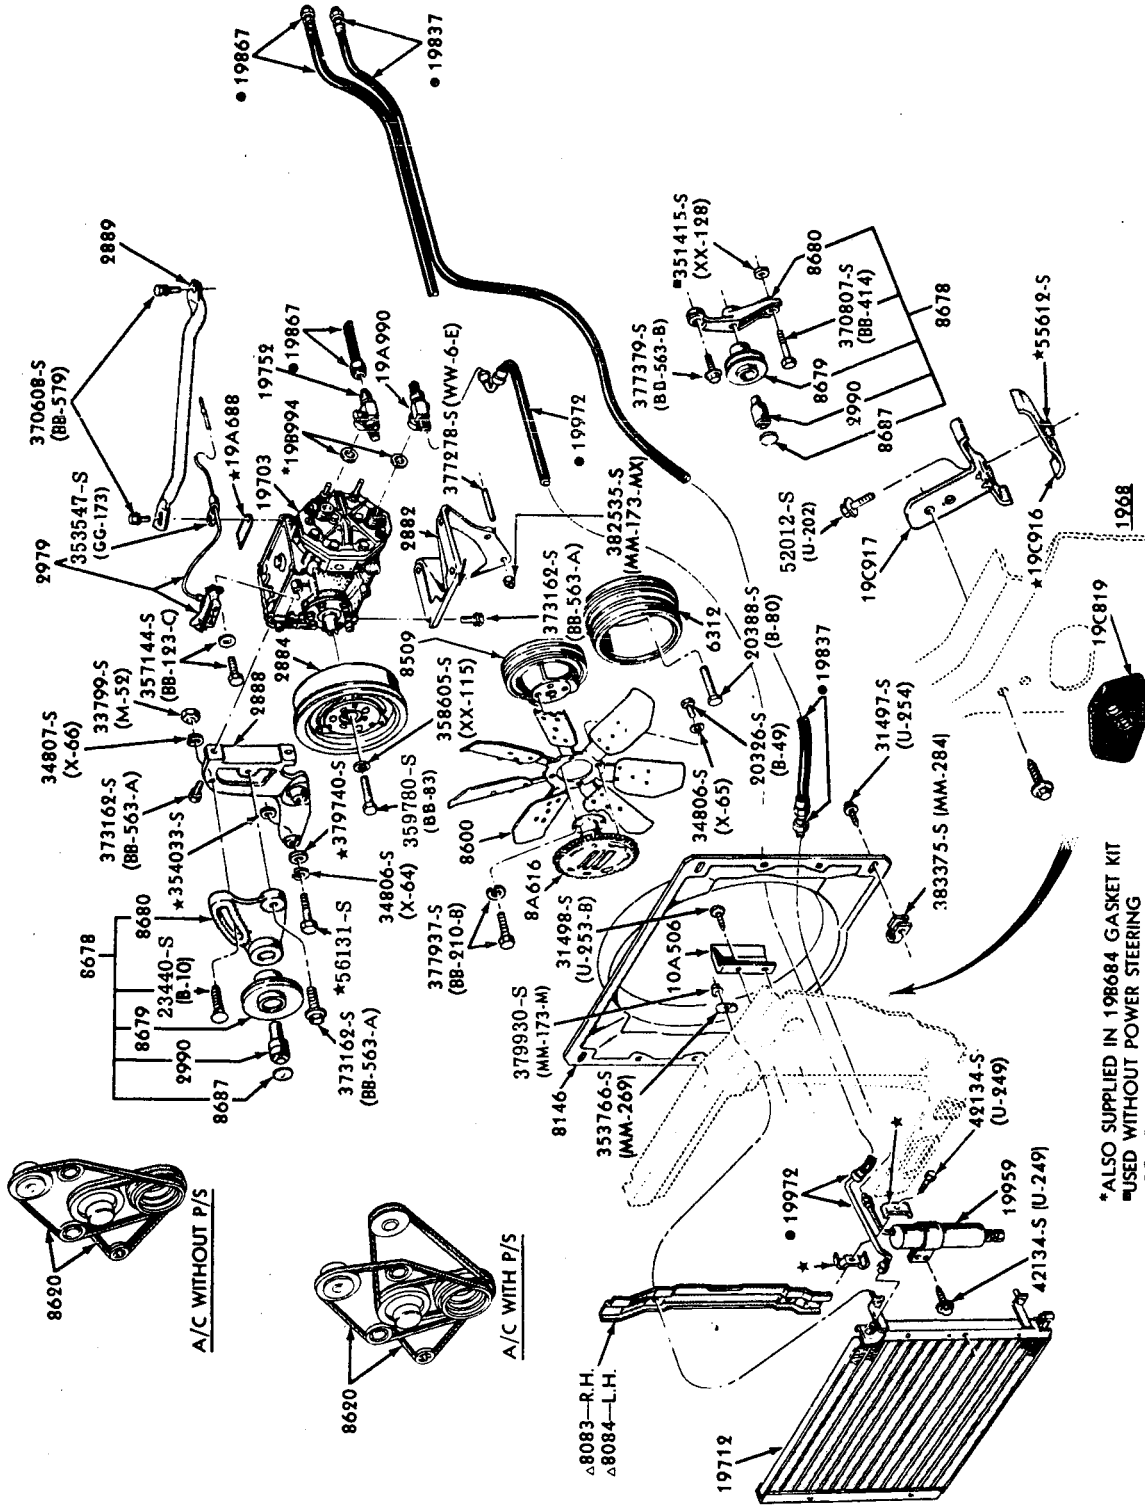 ●19867
●19837
2889
370608-S
(BB-579)
353547-S
(GG-173)
★19A688
19703
*19B994
19752
●19867
19A990
2979
2882
377278-S (WW-6-E)
●19972
382535-S
(MM-173-MX)
■351415-S
(XX-128)
8680
377379-S
(BB-563-B)
370807-S
(BB-414)
8679
2990
8687
8678
★55612-S
52012-S
(U-202)
19C917
★19C916
1968
19C819
357144-S
(BB-123-C)
33799-S
(M-52)
34807-S
(X-66)
2888
2884
8509
373162-S
(BB-563-A)
6312
20388-S
(B-80)
358605-S
(XX-115)
359780-S
(BB-83)
373162-S
(BB-563-A)
★354033-S
★379740-S
34806-S
(X-64)
★56131-S
8600
8A616
377937-S
(BB-210-B)
20326-S
(B-49)
34806-S
(X-65)
●19837
31497-S
(U-254)
383375-S (MM-284)
8678
8680
23440-S
(B-10)
8679
2990
8687
373162-S
(BB-563-A)
31498-S
(U-253-B)
10A506
379930-S
(MM-173-M)
8146
353766-S
(MM-269)
42134-S
(U-249)
★
●19972
★
19959
42134-S (U-249)
8620
A/C WITHOUT P/S
8620
A/C WITH P/S
△8083—R.H.
△8084—L.H.
19712
*ALSO SUPPLIED IN 19B684 GASKET KIT
■USED WITHOUT POWER STEERING